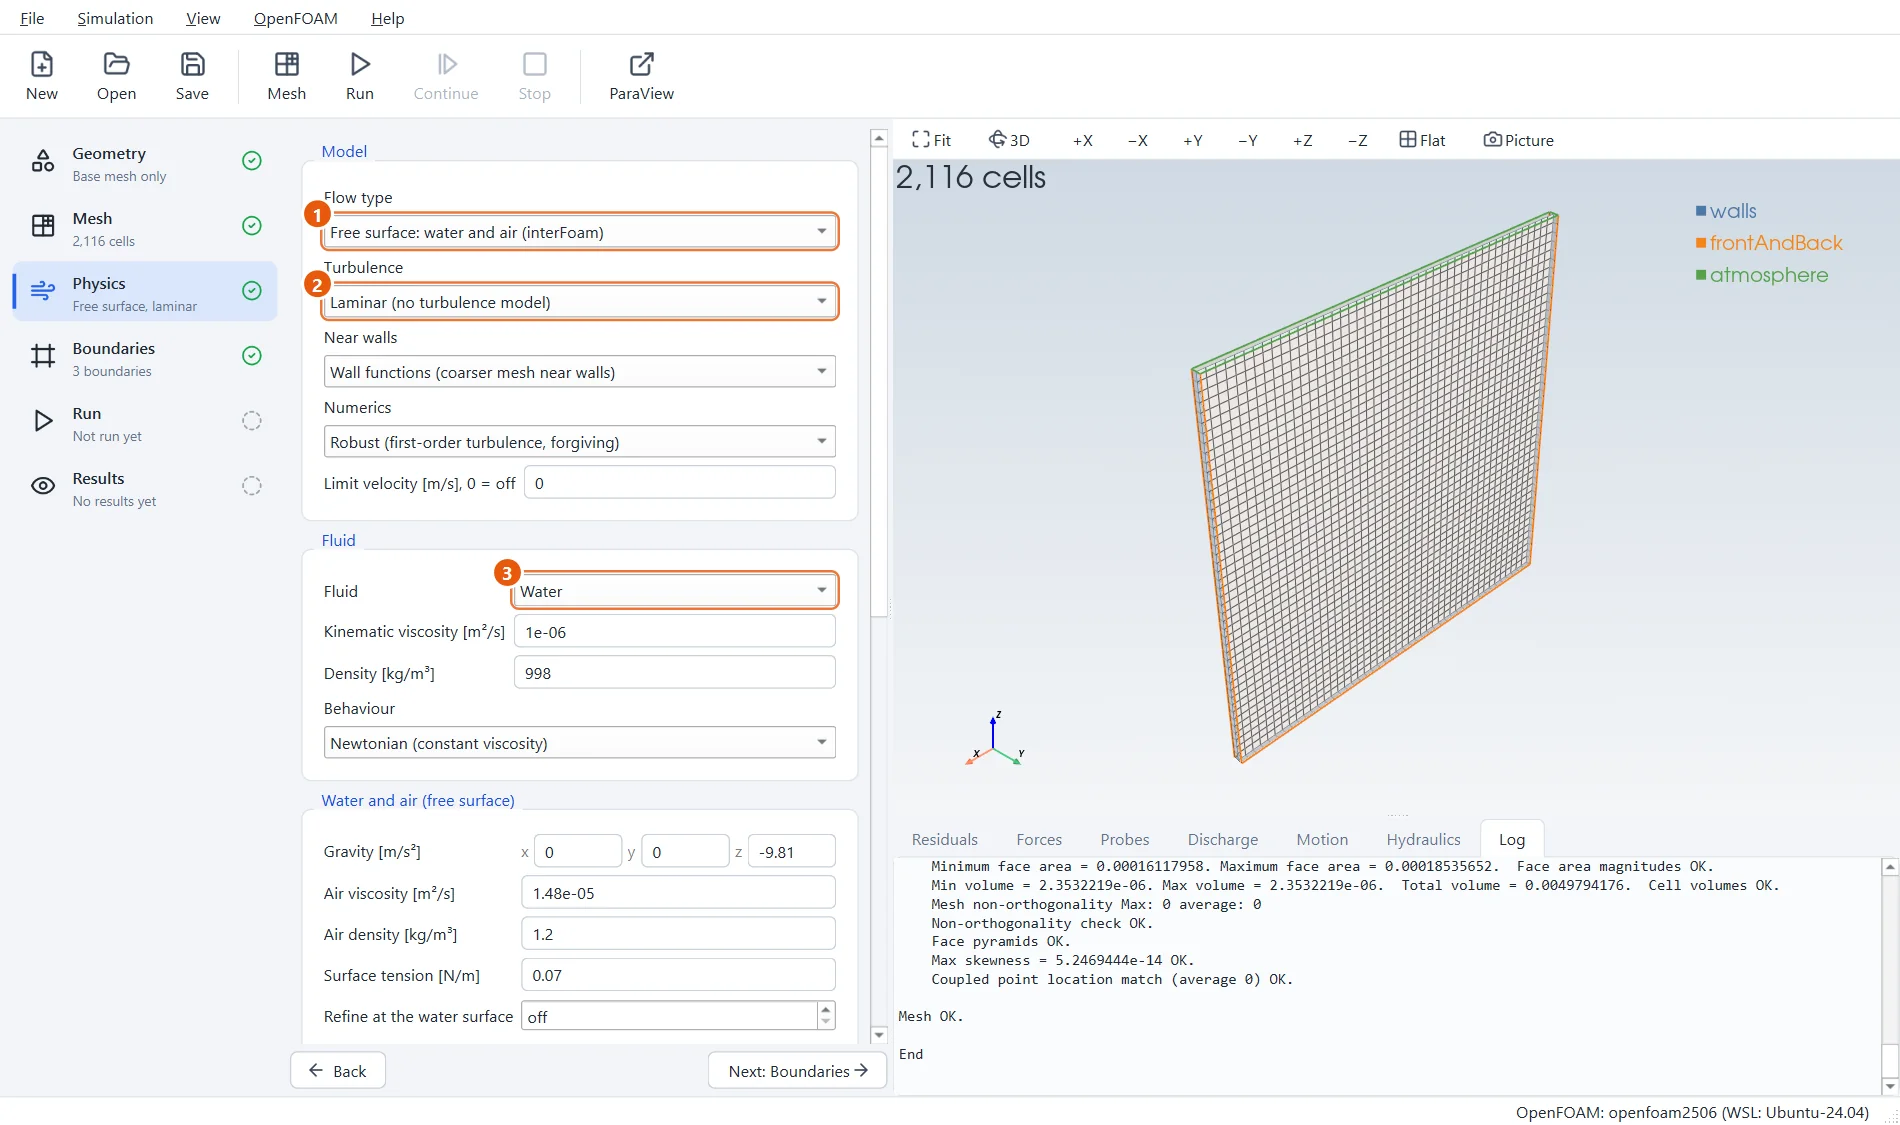 File Simulation View OpenFOAM Help
New Open Save Mesh Run Continue Stop ParaView
Geometry
Base mesh only
Mesh
2,116 cells
Physics
Free surface, laminar
Boundaries
3 boundaries
Run
Not run yet
Results
No results yet
Model
Flow type
1
Free surface: water and air (interFoam)
Turbulence
2
Laminar (no turbulence model)
Near walls
Wall functions (coarser mesh near walls)
Numerics
Robust (first-order turbulence, forgiving)
Limit velocity [m/s], 0 = off 0
Fluid
3
Fluid Water
Kinematic viscosity [m²/s] 1e-06
Density [kg/m³] 998
Behaviour
Newtonian (constant viscosity)
Water and air (free surface)
Gravity [m/s²] x 0 y 0 z -9.81
Air viscosity [m²/s] 1.48e-05
Air density [kg/m³] 1.2
Surface tension [N/m] 0.07
Refine at the water surface off
Back Next: Boundaries
Fit 3D +X −X +Y −Y +Z −Z Flat Picture
2,116 cells
walls
frontAndBack
atmosphere
Z
X Y
Residuals Forces Probes Discharge Motion Hydraulics Log
Minimum face area = 0.00016117958. Maximum face area = 0.00018535652.  Face area magnitudes OK.
Min volume = 2.3532219e-06. Max volume = 2.3532219e-06.  Total volume = 0.0049794176.  Cell volumes OK.
Mesh non-orthogonality Max: 0 average: 0
Non-orthogonality check OK.
Face pyramids OK.
Max skewness = 5.2469444e-14 OK.
Coupled point location match (average 0) OK.
Mesh OK.
End
OpenFOAM: openfoam2506 (WSL: Ubuntu-24.04)